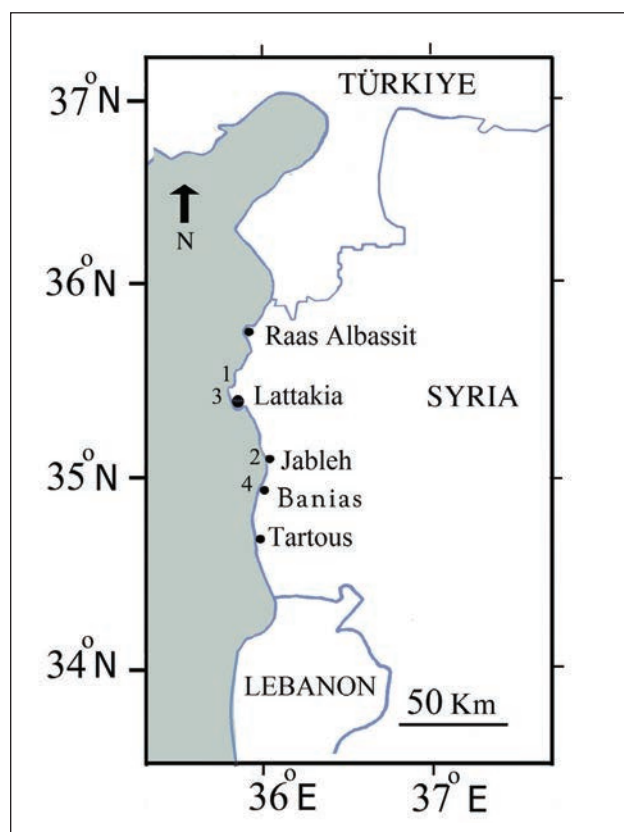 TÜRKIYE
37°N
N
36°N
Raas Albassit
1
3 Lattakia
SYRIA
2 Jableh
35°N
4 Banias
Tartous
34°N
LEBANON
50 Km
36°E 37°E